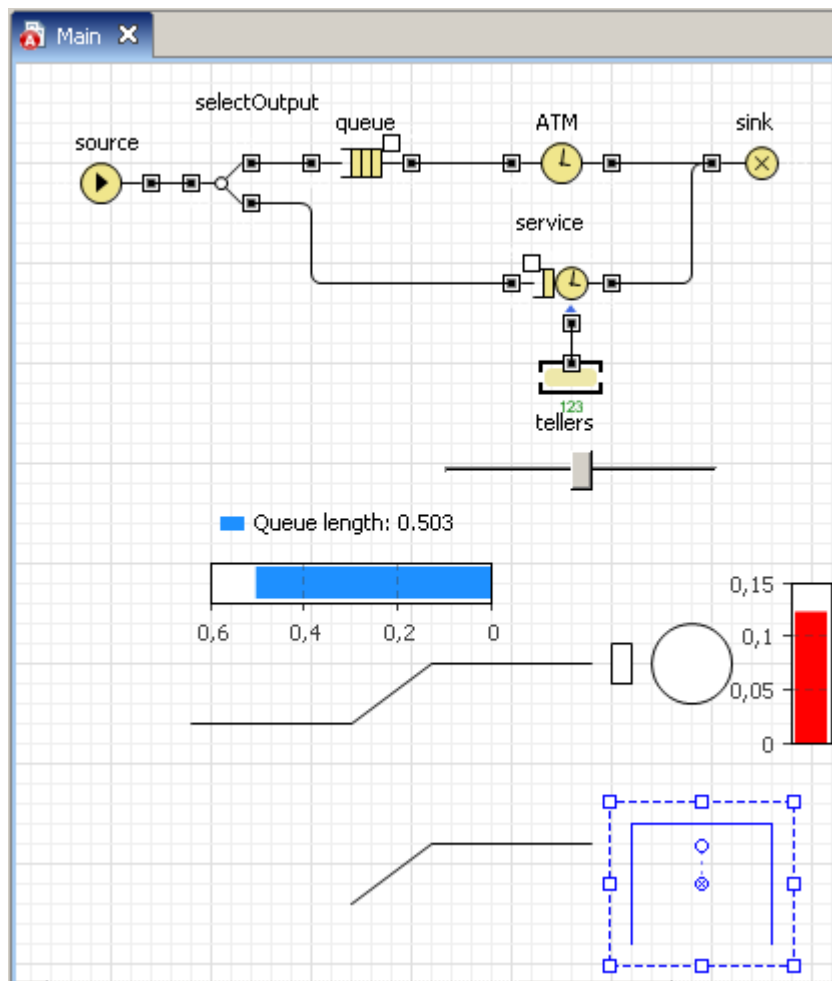 Main
selectOutput
source
queue
ATM
sink
service
123
tellers
Queue length: 0.503
0,6 0,4 0,2 0
0,15
0,1
0,05
0